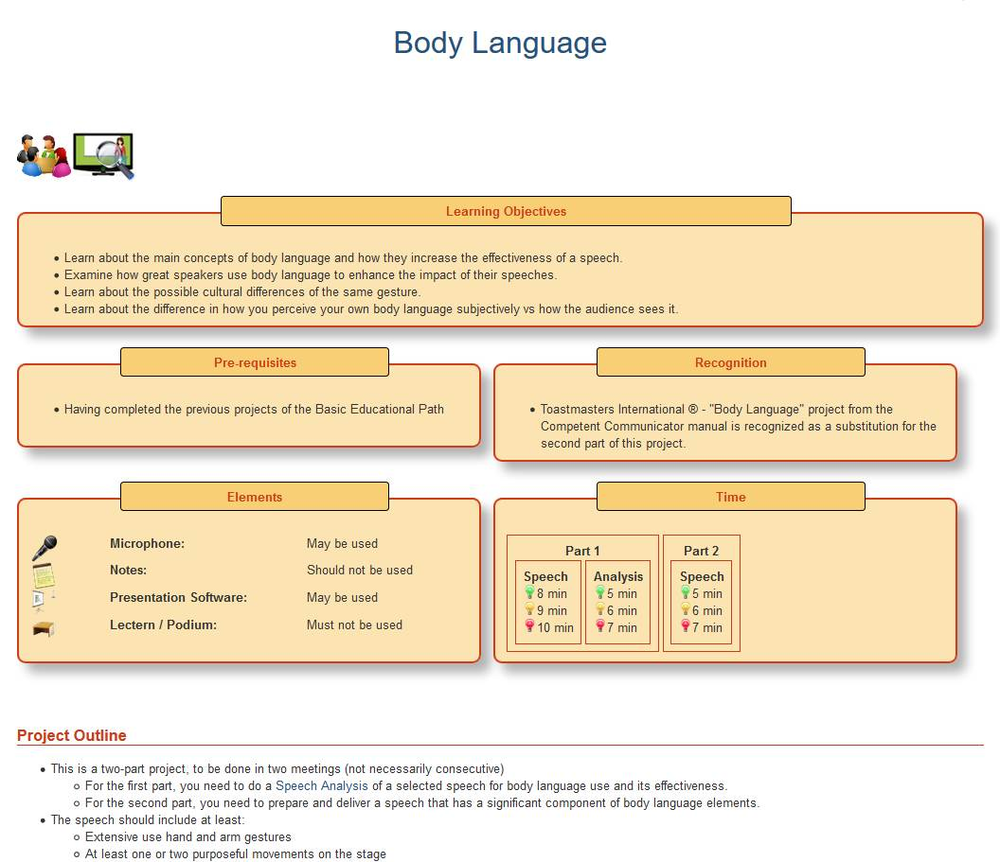 Body Language
Learning Objectives
• Learn about the main concepts of body language and how they increase the effectiveness of a speech.
• Examine how great speakers use body language to enhance the impact of their speeches.
• Learn about the possible cultural differences of the same gesture.
• Learn about the difference in how you perceive your own body language subjectively vs how the audience sees it.
Pre-requisites
• Having completed the previous projects of the Basic Educational Path
Recognition
• Toastmasters International ® - "Body Language" project from the
Competent Communicator manual is recognized as a substitution for the
second part of this project.
Elements
Microphone: May be used
Notes: Should not be used
Presentation Software: May be used
Lectern / Podium: Must not be used
Time
Part 1
Speech
8 min
9 min
10 min
Analysis
5 min
6 min
7 min
Part 2
Speech
5 min
6 min
7 min
Project Outline
• This is a two-part project, to be done in two meetings (not necessarily consecutive)
○ For the first part, you need to do a Speech Analysis of a selected speech for body language use and its effectiveness.
○ For the second part, you need to prepare and deliver a speech that has a significant component of body language elements.
• The speech should include at least:
○ Extensive use hand and arm gestures
○ At least one or two purposeful movements on the stage